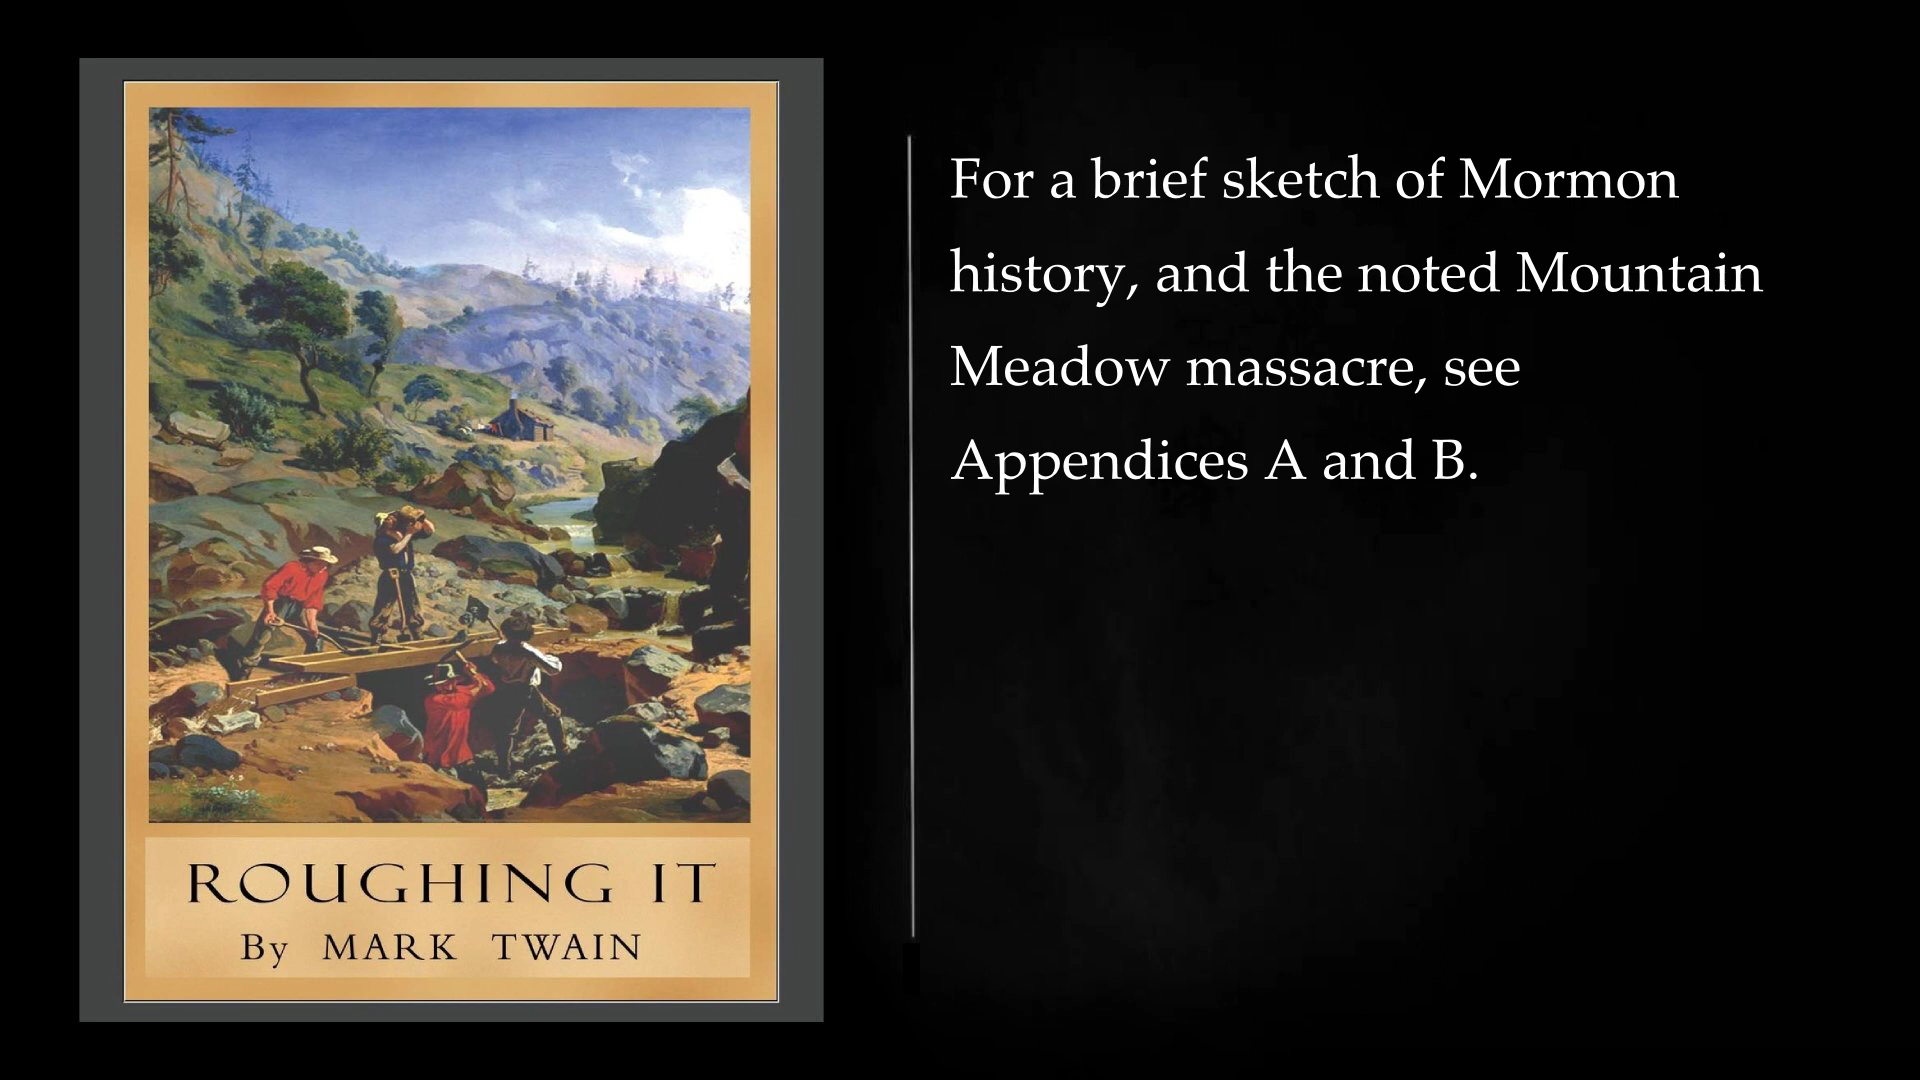 ROUGHING IT
By MARK TWAIN
For a brief sketch of Mormon
history, and the noted Mountain
Meadow massacre, see
Appendices A and B.